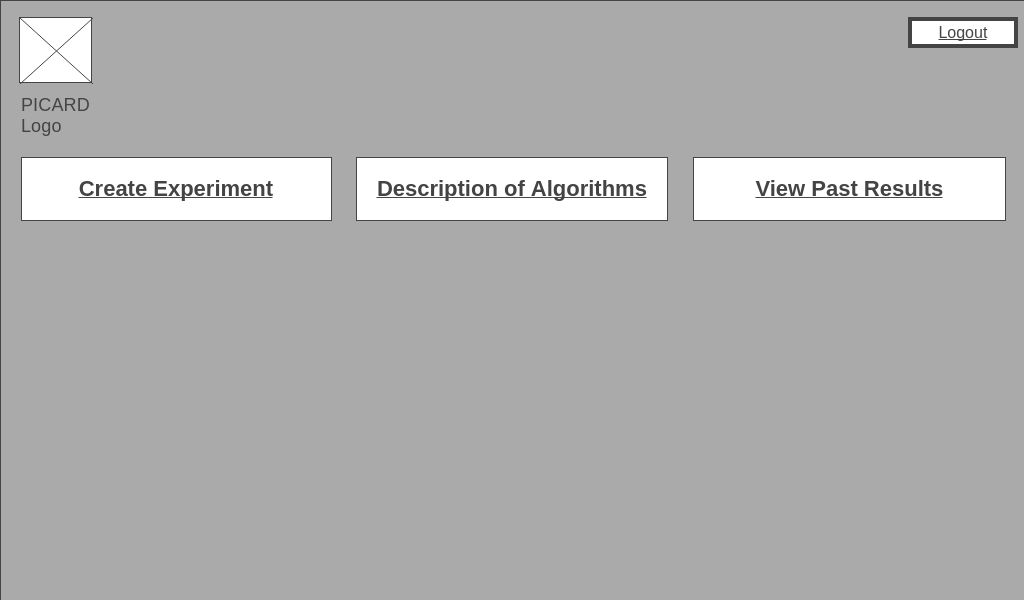 Logout
PICARD
Logo
Create Experiment
Description of Algorithms
View Past Results